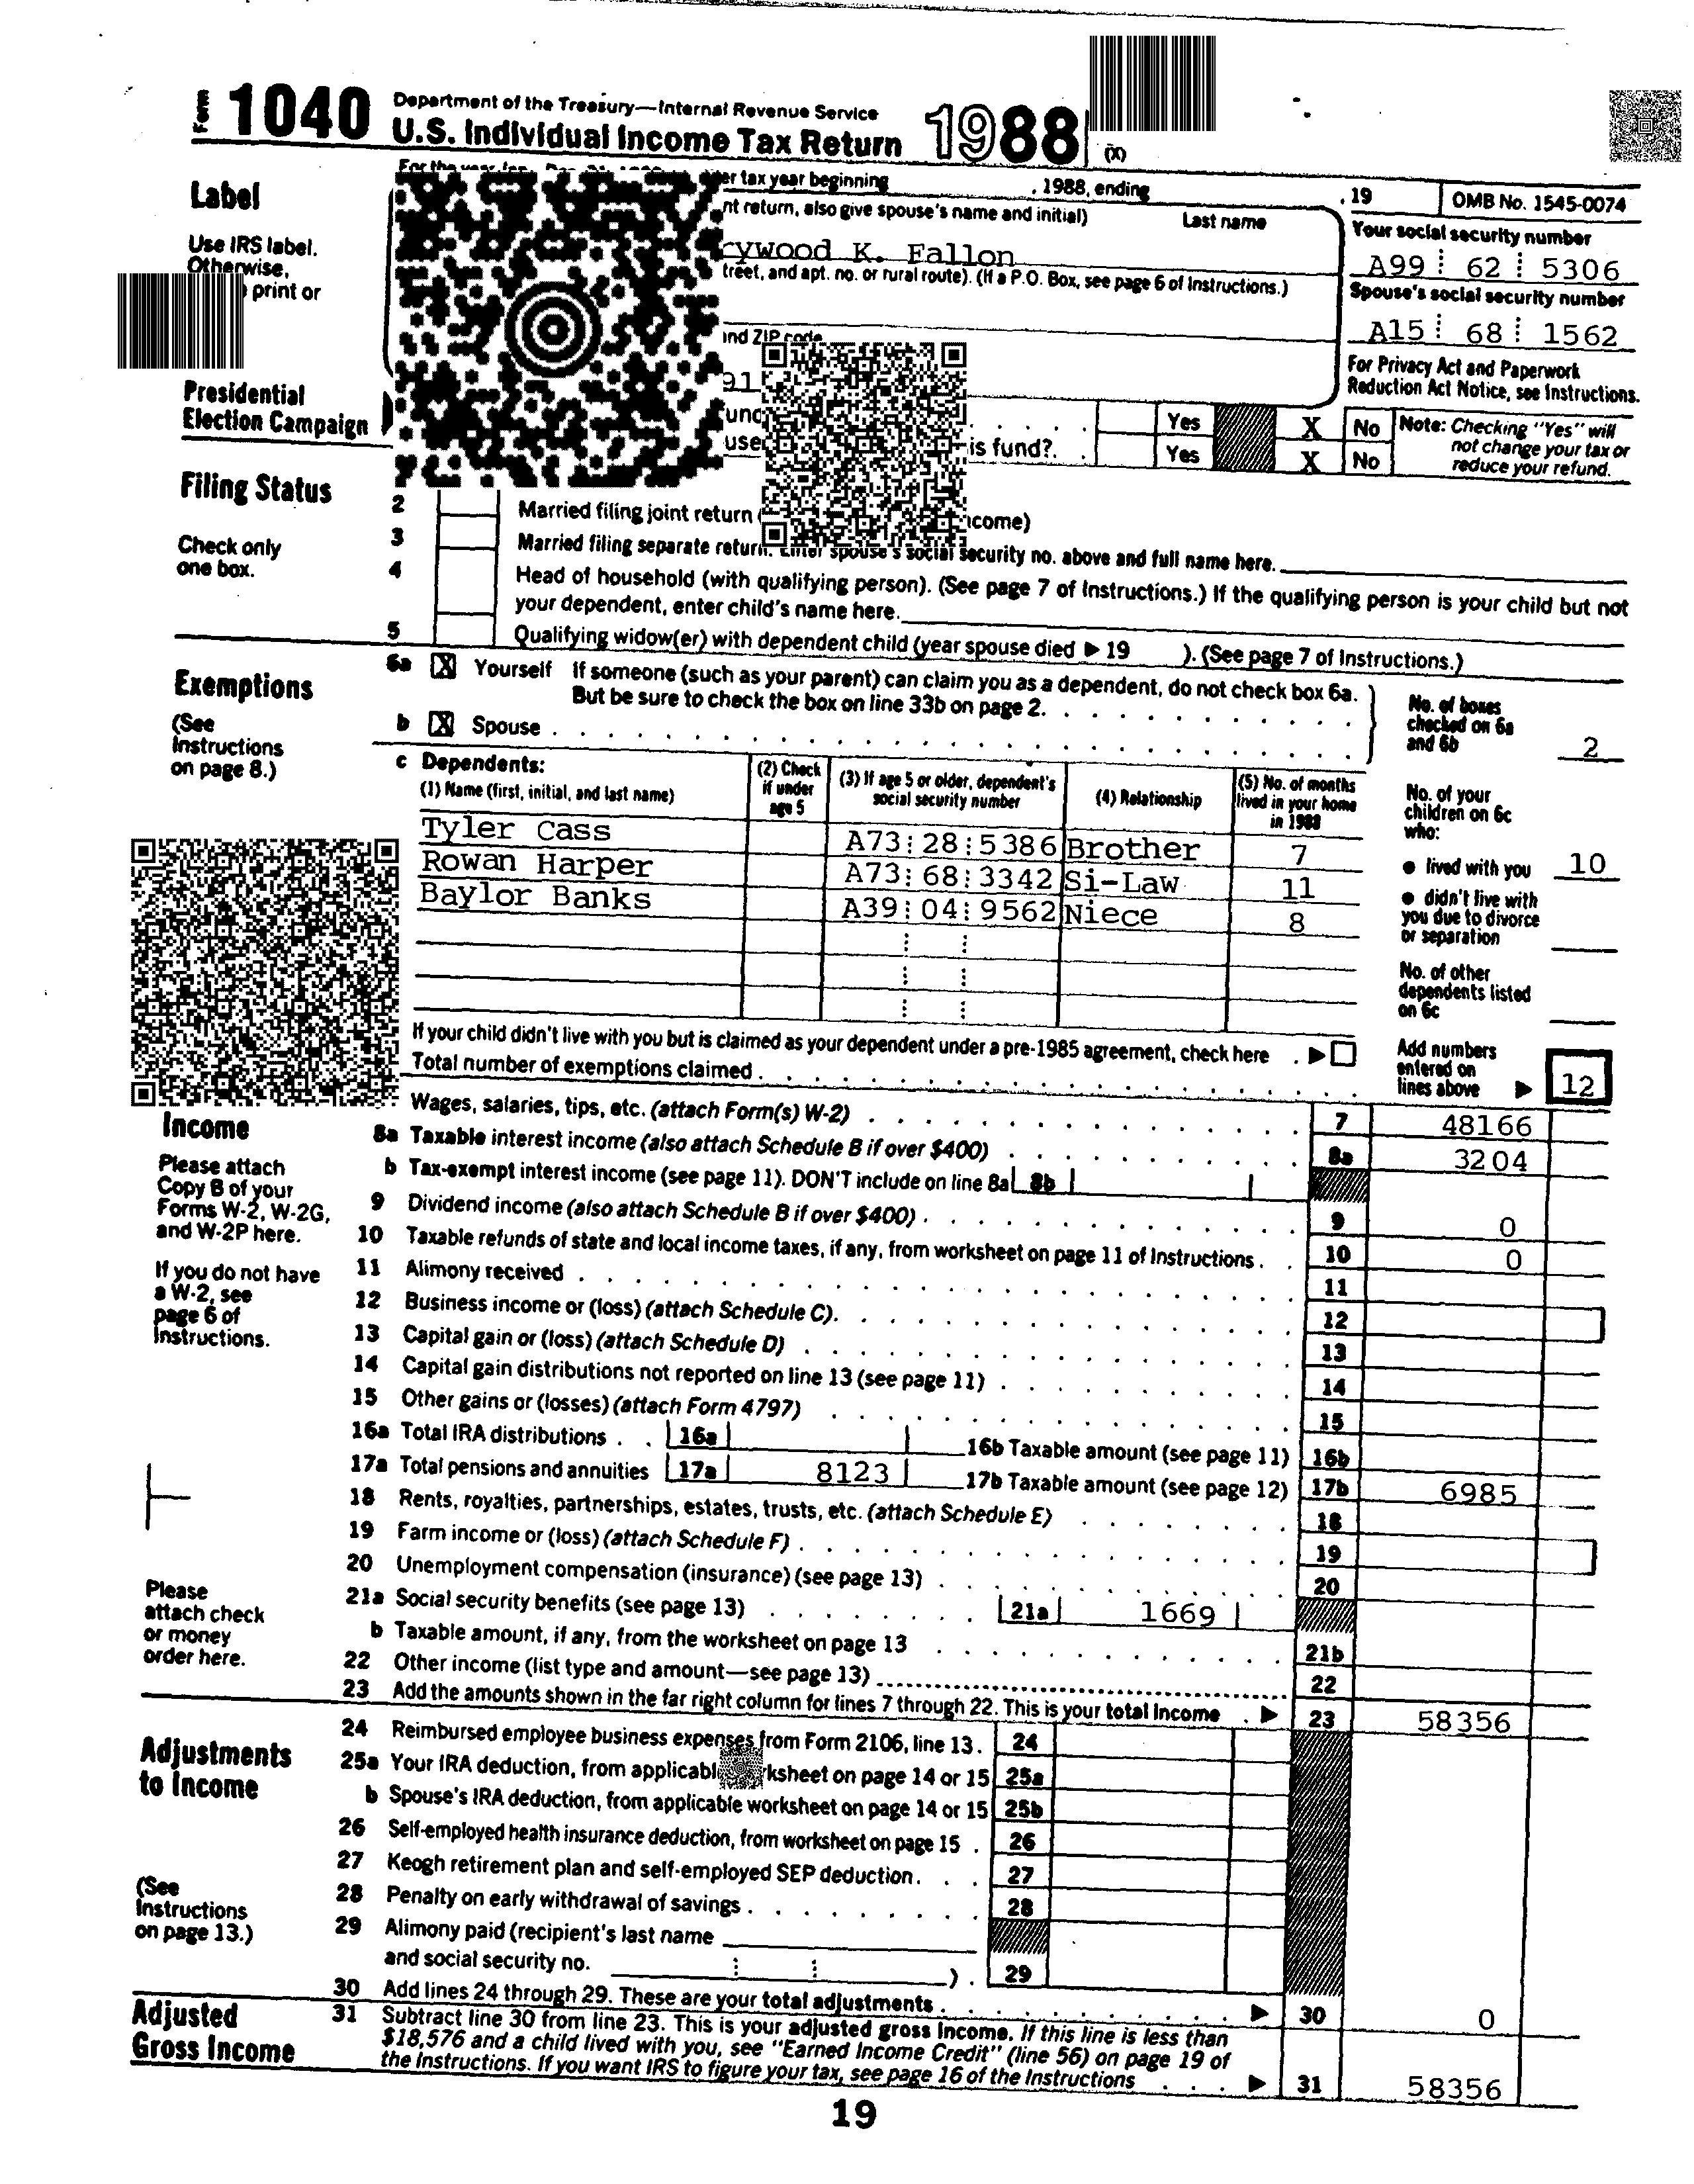 Form 1040 Department of the Treasury—Internal Revenue Service
U.S. Individual Income Tax Return 1988 (X)
tax year beginning , 1988, ending , 19 OMB No. 1545-0074
Label
return, also give spouse's name and initial) Last name
Your social security number
Use IRS label.
K. Fallon
A99 62 5306
Otherwise,
print or
and apt. no. or rural route). (If a P.O. Box, see page 6 of Instructions.)
Spouse's social security number
A15 68 1562
and ZIP code
For Privacy Act and Paperwork
Reduction Act Notice, see Instructions.
Presidential
Election Campaign
Yes X No
is fund?. Yes X No
Note: Checking "Yes" will
not change your tax or
reduce your refund.
Filing Status
Check only
one box.
2 Married filing joint return
3 Married filing separate return. Enter spouse's social security no. above and full name here.
4 Head of household (with qualifying person). (See page 7 of Instructions.) If the qualifying person is your child but not
your dependent, enter child's name here.
5 Qualifying widow(er) with dependent child (year spouse died ▶ 19 ). (See page 7 of Instructions.)
Exemptions
(See
Instructions
on page 8.)
6a X Yourself If someone (such as your parent) can claim you as a dependent, do not check box 6a.
But be sure to check the box on line 33b on page 2.
b X Spouse
No. of boxes
checked on 6a
and 6b 2
c Dependents:
(1) Name (first, initial, and last name)
(2) Check
if under
age 5
(3) If age 5 or older, dependent's
social security number
(4) Relationship
(5) No. of months
lived in your home
in 1988
Tyler Cass A73 28 5386 Brother 7
Rowan Harper A73 68 3342 Si-Law 11
Baylor Banks A39 04 9562 Niece 8
No. of your
children on 6c
who:
● lived with you 10
● didn't live with
you due to divorce
or separation
No. of other
dependents listed
on 6c
If your child didn't live with you but is claimed as your dependent under a pre-1985 agreement, check here ▶
Total number of exemptions claimed
Add numbers
entered on
lines above ▶ 12
Income
Please attach
Copy B of your
Forms W-2, W-2G,
and W-2P here.
If you do not have
a W-2, see
page 6 of
Instructions.
Wages, salaries, tips, etc. (attach Form(s) W-2) 7 48166
8a Taxable interest income (also attach Schedule B if over $400) 8a 3204
b Tax-exempt interest income (see page 11). DON'T include on line 8a 8b
9 Dividend income (also attach Schedule B if over $400) 9 0
10 Taxable refunds of state and local income taxes, if any, from worksheet on page 11 of Instructions 10 0
11 Alimony received 11
12 Business income or (loss) (attach Schedule C) 12
13 Capital gain or (loss) (attach Schedule D) 13
14 Capital gain distributions not reported on line 13 (see page 11) 14
15 Other gains or (losses) (attach Form 4797) 15
16a Total IRA distributions 16a 16b Taxable amount (see page 11) 16b
17a Total pensions and annuities 17a 8123 17b Taxable amount (see page 12) 17b 6985
18 Rents, royalties, partnerships, estates, trusts, etc. (attach Schedule E) 18
19 Farm income or (loss) (attach Schedule F) 19
20 Unemployment compensation (insurance) (see page 13) 20
Please
attach check
or money
order here.
21a Social security benefits (see page 13) 21a 1669
b Taxable amount, if any, from the worksheet on page 13 21b
22 Other income (list type and amount—see page 13) 22
23 Add the amounts shown in the far right column for lines 7 through 22. This is your total income ▶ 23 58356
Adjustments
to Income
(See
Instructions
on page 13.)
24 Reimbursed employee business expenses from Form 2106, line 13. 24
25a Your IRA deduction, from on page 14 or 15 25a
b Spouse's IRA deduction, from applicable worksheet on page 14 or 15 25b
26 Self-employed health insurance deduction, from worksheet on page 15 26
27 Keogh retirement plan and self-employed SEP deduction 27
28 Penalty on early withdrawal of savings 28
29 Alimony paid (recipient's last name
and social security no. ). 29
30 Add lines 24 through 29. These are your total adjustments ▶ 30 0
Adjusted
Gross Income
31 Subtract line 30 from line 23. This is your adjusted gross income. If this line is less than
$18,576 and a child lived with you, see "Earned Income Credit" (line 56) on page 19 of
the Instructions. If you want IRS to figure your tax, see page 16 of the Instructions ▶ 31 58356
19